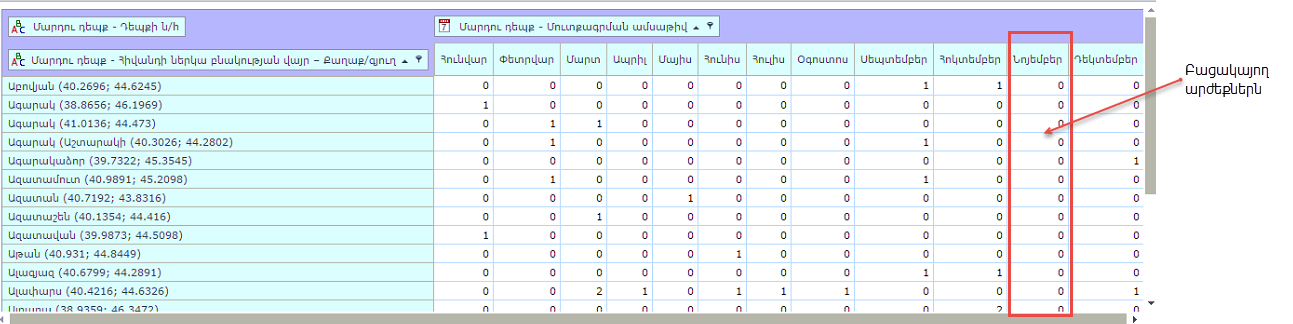 Մարդու դեպք - Դեպքի ն/հ
Մարդու դեպք - Մուտքագրման ամսաթիվ
Մարդու դեպք - Հիվանդի ներկա բնակության վայր – Քաղաք/գյուղ
Հունվար Փետրվար Մարտ Ապրիլ Մայիս Հունիս Հուլիս Օգոստոս Սեպտեմբեր Հոկտեմբեր Նոյեմբեր Դեկտեմբեր
Աբովյան (40.2696; 44.6245) 0 0 0 0 0 0 0 0 1 1 0 0
Ագարակ (38.8656; 46.1969) 1 0 0 0 0 0 0 0 0 0 0 0
Ագարակ (41.0136; 44.473) 0 1 1 0 0 0 0 0 0 0 0 0
Ագարակ (Աշտարակի (40.3026; 44.2802) 0 1 0 0 0 0 0 0 1 0 0 0
Ագարակաձոր (39.7322; 45.3545) 0 0 0 0 0 0 0 0 0 0 0 1
Ազատամուտ (40.9891; 45.2098) 0 1 0 0 0 0 0 0 1 0 0 0
Ազատան (40.7192; 43.8316) 0 0 0 0 1 0 0 0 0 0 0 0
Ազատաշեն (40.1354; 44.416) 0 0 1 0 0 0 0 0 0 0 0 0
Ազատավան (39.9873; 44.5098) 1 0 0 0 0 0 0 0 0 0 0 0
Աթան (40.931; 44.8449) 0 0 0 0 0 1 0 0 0 0 0 0
Ալագյազ (40.6799; 44.2891) 0 0 0 0 0 0 0 0 1 1 0 0
Ալափարս (40.4216; 44.6326) 0 0 2 1 0 1 1 1 0 0 0 1
(38.9359; 46.3472) 0 0 0 0 0 0 0 0 0 2 0 0
Բացակայող
արժեքներն